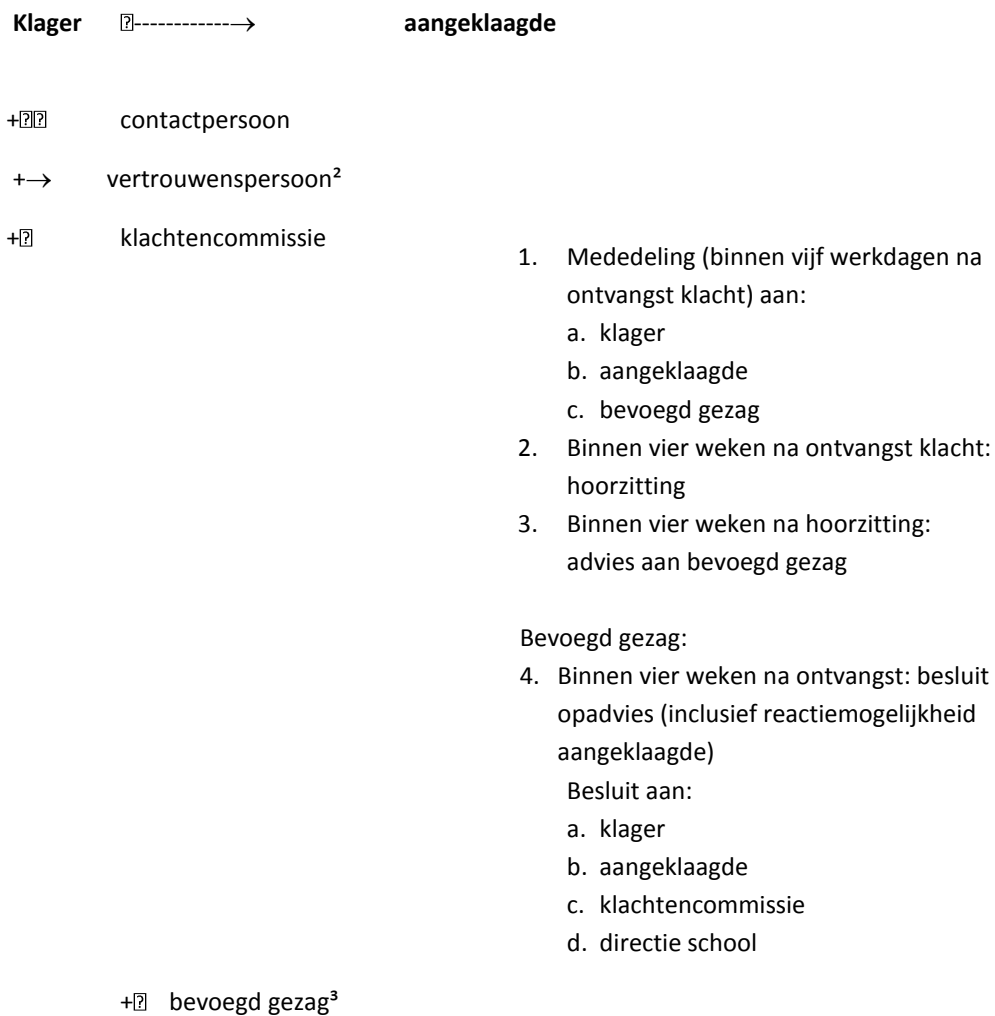 Klager ⍰------------→ aangeklaagde
+⍰⍰ contactpersoon
+→ vertrouwenspersoon²
+⍰ klachtencommissie
1. Mededeling (binnen vijf werkdagen na
ontvangst klacht) aan:
a. klager
b. aangeklaagde
c. bevoegd gezag
2. Binnen vier weken na ontvangst klacht:
hoorzitting
3. Binnen vier weken na hoorzitting:
advies aan bevoegd gezag
Bevoegd gezag:
4. Binnen vier weken na ontvangst: besluit
opadvies (inclusief reactiemogelijkheid
aangeklaagde)
Besluit aan:
a. klager
b. aangeklaagde
c. klachtencommissie
d. directie school
+⍰ bevoegd gezag³